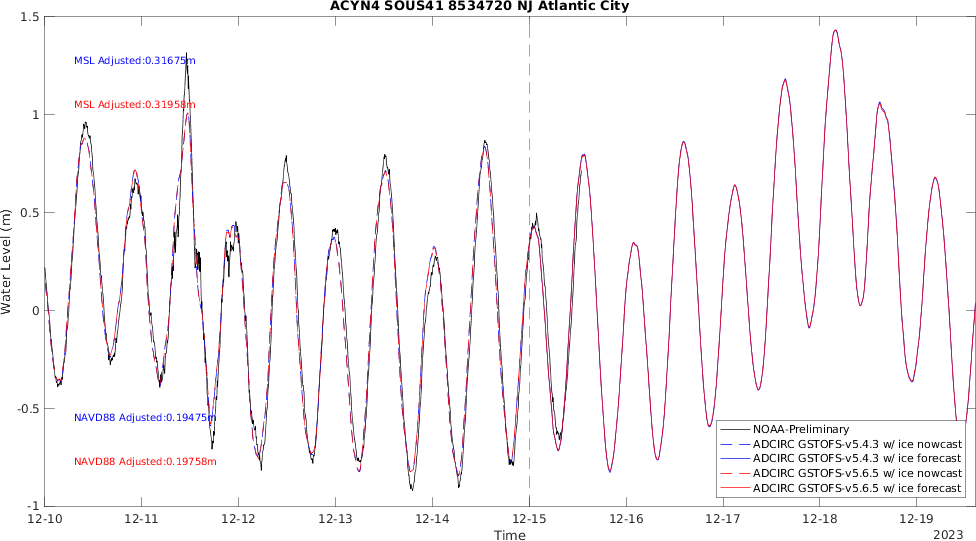 ACYN4 SOUS41 8534720 NJ Atlantic City
1.5
MSL Adjusted:0.31675m
MSL Adjusted:0.31958m
1
0.5
Water Level (m)
0
-0.5
NAVD88 Adjusted:0.19475m
NAVD88 Adjusted:0.19758m
NOAA-Preliminary
ADCIRC GSTOFS-v5.4.3 w/ ice nowcast
ADCIRC GSTOFS-v5.4.3 w/ ice forecast
ADCIRC GSTOFS-v5.6.5 w/ ice nowcast
ADCIRC GSTOFS-v5.6.5 w/ ice forecast
-1
12-10 12-11 12-12 12-13 12-14 12-15 12-16 12-17 12-18 12-19
Time
2023